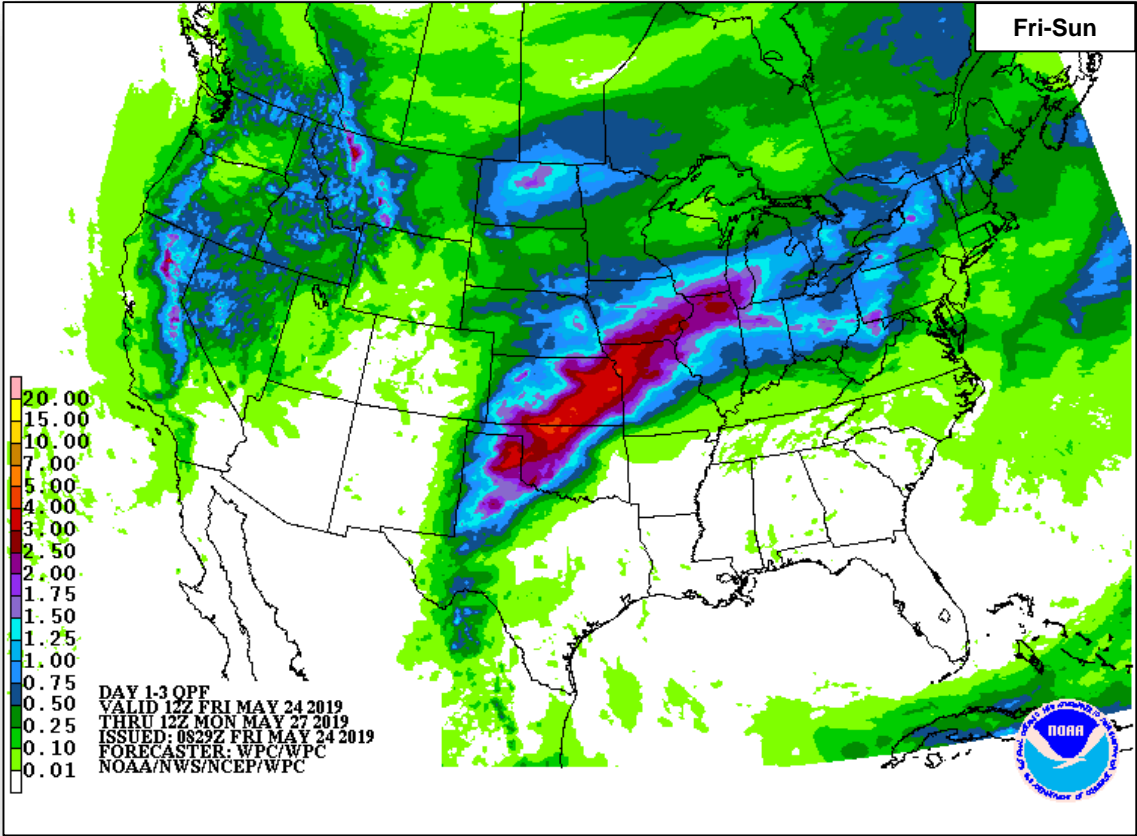 Fri-Sun
20.00
15.00
10.00
7.00
5.00
4.00
3.00
2.50
2.00
1.75
1.50
1.25
1.00
0.75
0.50
0.25
0.10
0.01
DAY 1-3 QPF
VALID 12Z FRI MAY 24 2019
THRU 12Z MON MAY 27 2019
ISSUED: 0829Z FRI MAY 24 2019
FORECASTER: WPC/WPC
NOAA/NWS/NCEP/WPC
NOAA